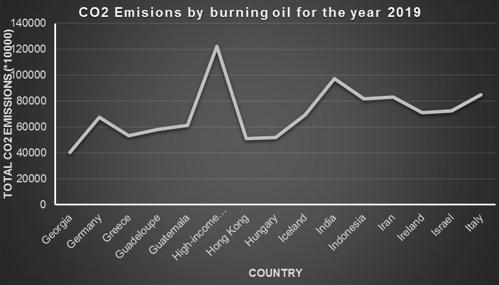 CO2 Emisions by burning oil for the year 2019
TOTAL CO2 EMISSIONS (*10000)
140000
120000
100000
80000
60000
40000
20000
0
Georgia
Germany
Greece
Guadeloupe
Guatemala
High-income...
Hong Kong
Hungary
Iceland
India
Indonesia
Iran
Ireland
Israel
Italy
COUNTRY